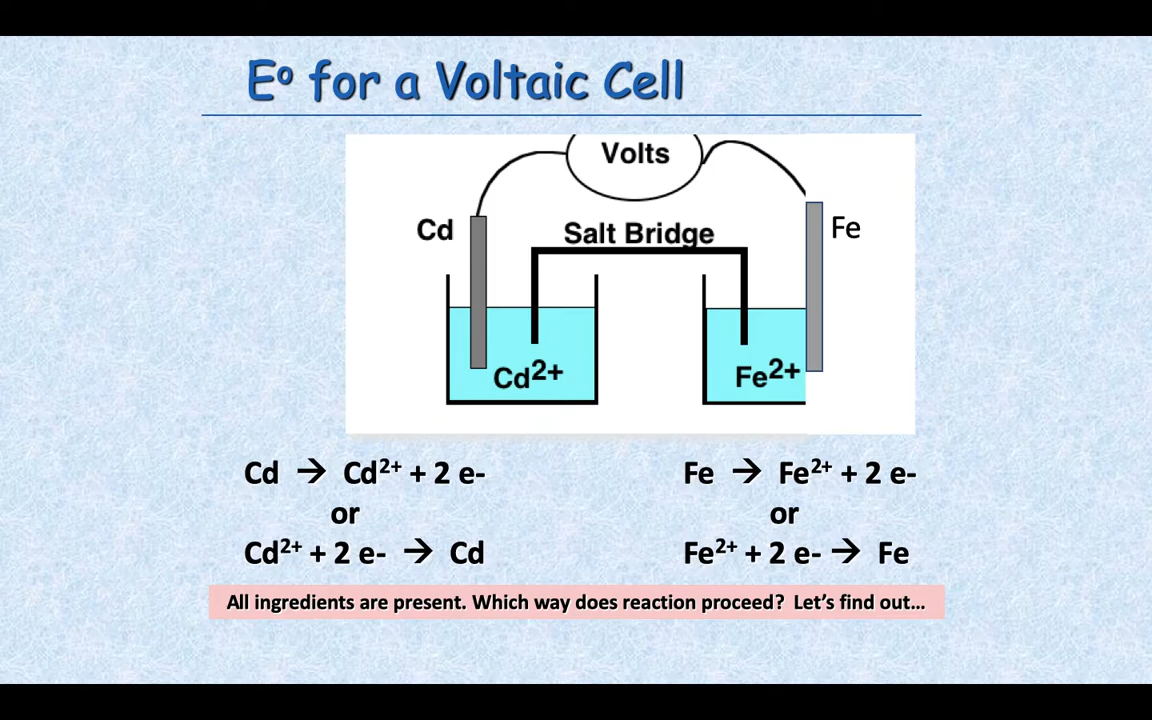 Eº for a Voltaic Cell
Volts
Cd
Salt Bridge
Fe
Cd²⁺
Fe²⁺
Cd → Cd²⁺ + 2 e-
or
Cd²⁺ + 2 e- → Cd
Fe → Fe²⁺ + 2 e-
or
Fe²⁺ + 2 e- → Fe
All ingredients are present. Which way does reaction proceed? Let’s find out…